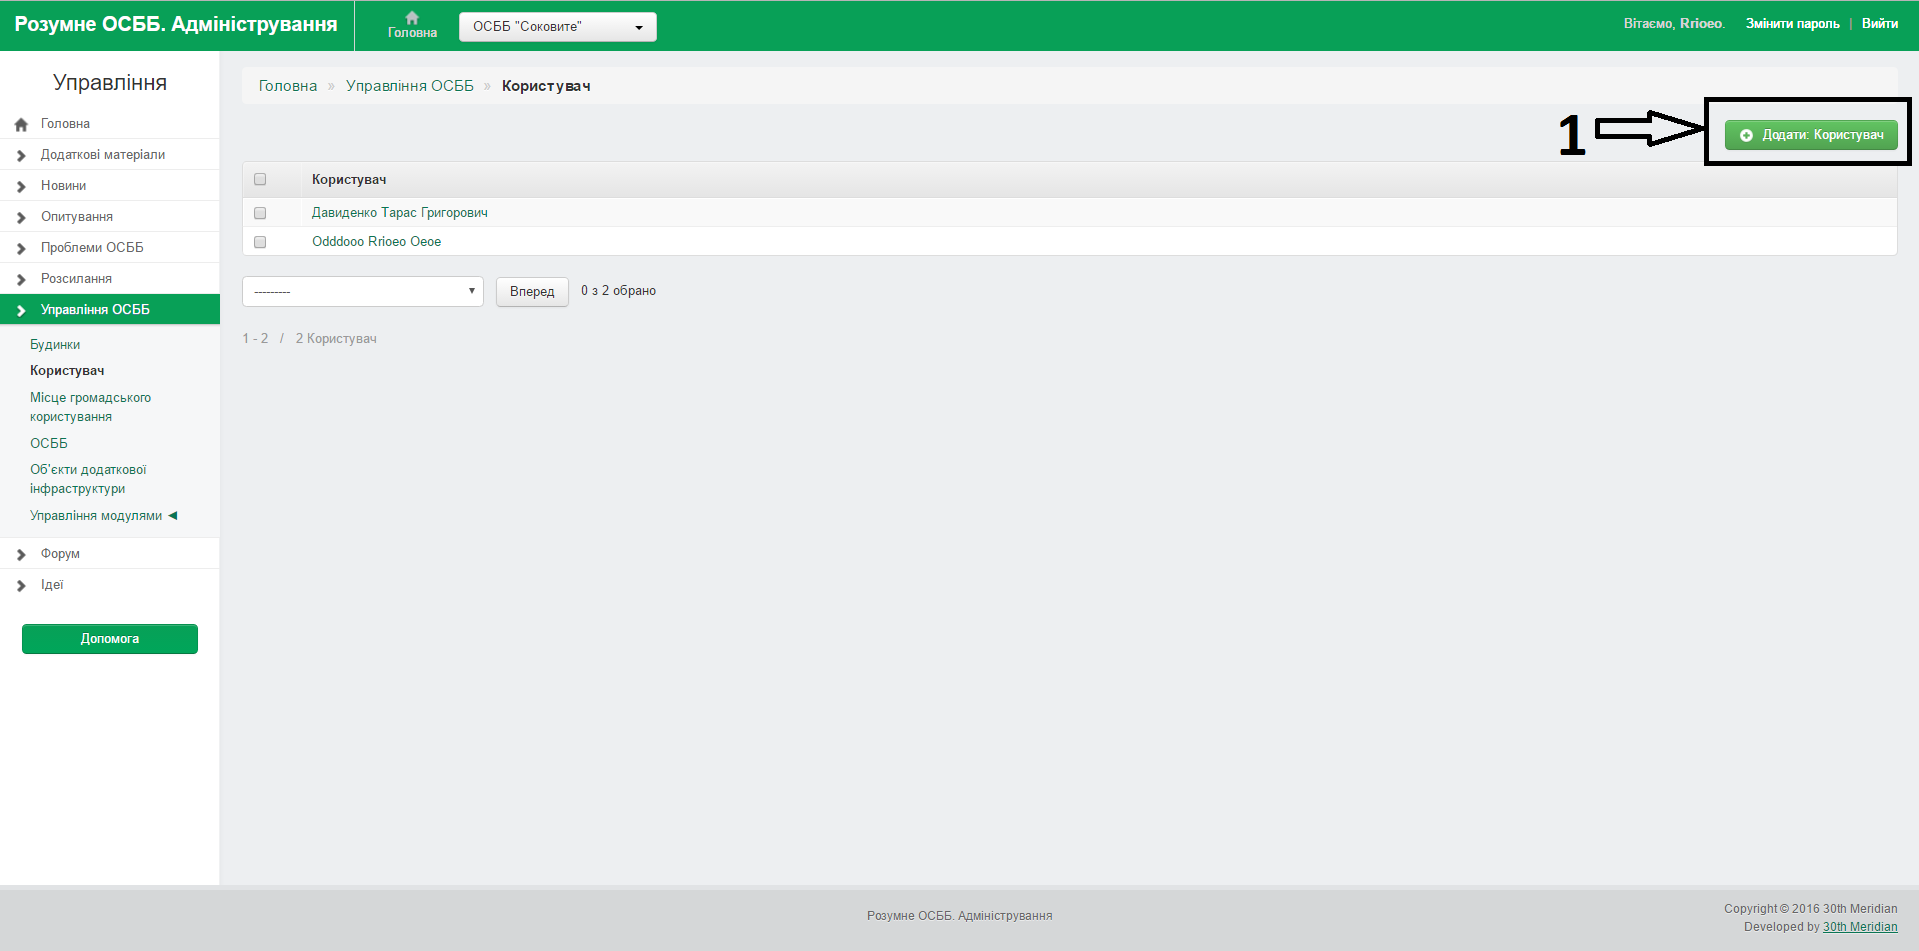 Розумне ОСББ. Адміністрування
Головна
ОСББ "Соковите"
Вітаємо, Rrioeo. Змінити пароль | Вийти
Управління
Головна
Додаткові матеріали
Новини
Опитування
Проблеми ОСББ
Розсилання
Управління ОСББ
Будинки
Користувач
Місце громадського
користування
ОСББ
Об'єкти додаткової
інфраструктури
Управління модулями
Форум
Ідеї
Допомога
Головна » Управління ОСББ » Користувач
1
Додати: Користувач
Користувач
Давиденко Тарас Григорович
Odddooo Rrioeo Oeoe
---------
Вперед
0 з 2 обрано
1 - 2 / 2 Користувач
Розумне ОСББ. Адміністрування
Copyright © 2016 30th Meridian
Developed by 30th Meridian